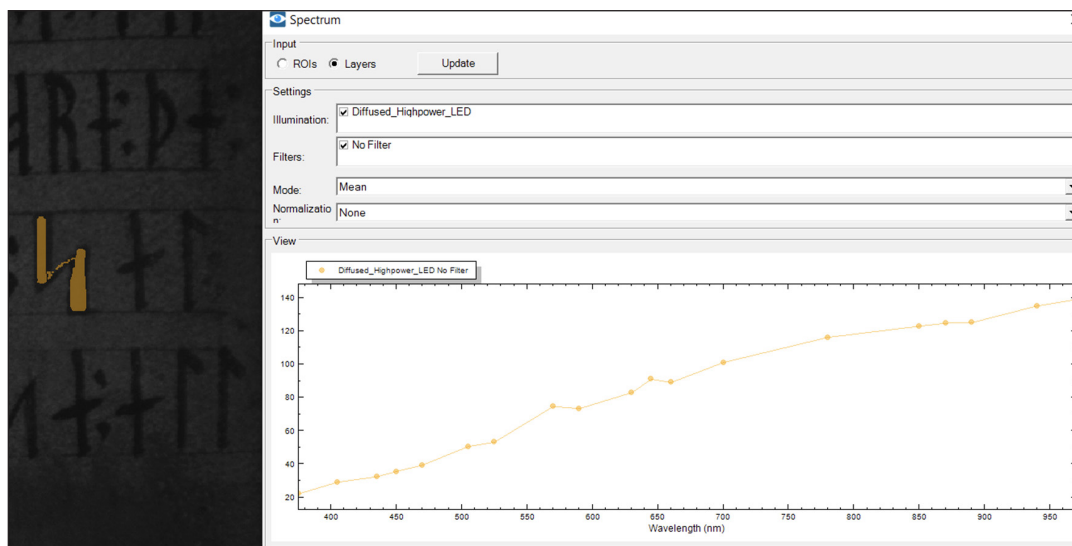 Spectrum
Input
ROIs Layers Update
Settings
Illumination: Diffused_Highpower_LED
Filters: No Filter
Mode: Mean
Normalizatio
n: None
View
Diffused_Highpower_LED No Filter
140
120
100
80
60
40
20
400 450 500 550 600 650 700 750 800 850 900 950
Wavelength (nm)